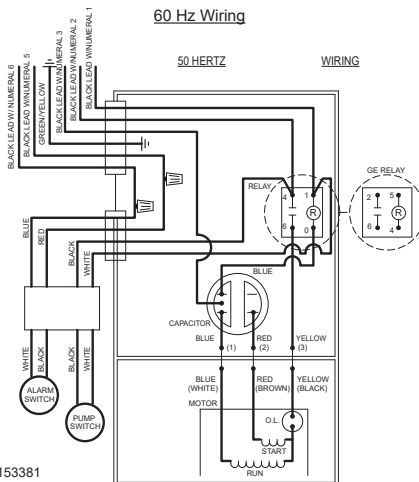 60 Hz Wiring
50 HERTZ
WIRING
BLACK LEAD W/ NUMERAL 6
BLACK LEAD W/NUMERAL 5
GREEN/YELLOW
BLACK LEAD W/NUMERAL 3
BLACK LEAD W/NUMERAL 2
BLACK LEAD W/NUMERAL 1
RELAY
4 1
R
6 0
GE RELAY
2 5
R
6 4
BLUE
RED
BLACK
WHITE
BLUE
CAPACITOR
BLUE (1)
RED (2)
YELLOW (3)
WHITE
BLACK
BLACK
WHITE
ALARM
SWITCH
PUMP
SWITCH
BLUE
(WHITE)
RED
(BROWN)
YELLOW
(BLACK)
MOTOR
O.L.
START
RUN
153381